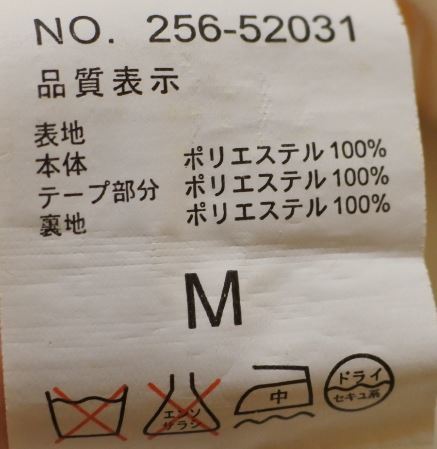 NO. 256-52031
品質表示
表地
本体 ポリエステル100%
テープ部分 ポリエステル100%
裏地 ポリエステル100%
M
エンソ
サラシ
中
ドライ
セキユ系